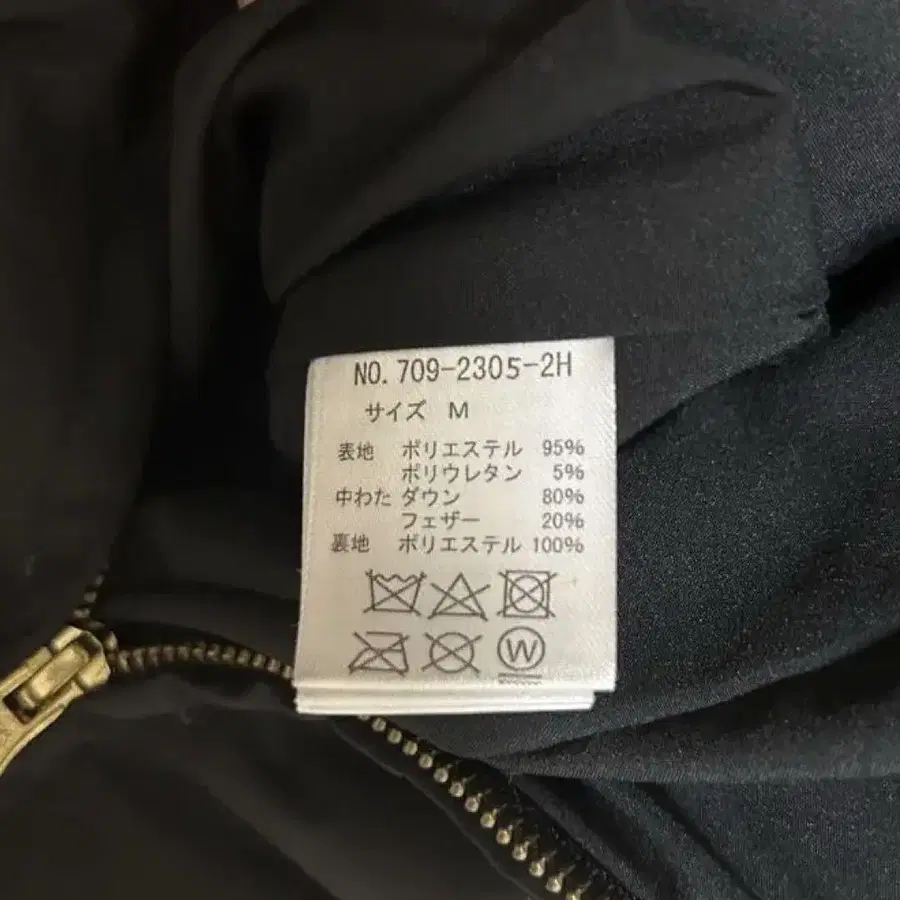 NO. 709-2305-2H
サイズ M
表地 ポリエステル 95%
ポリウレタン 5%
中わた ダウン 80%
フェザー 20%
裏地 ポリエステル 100%
W